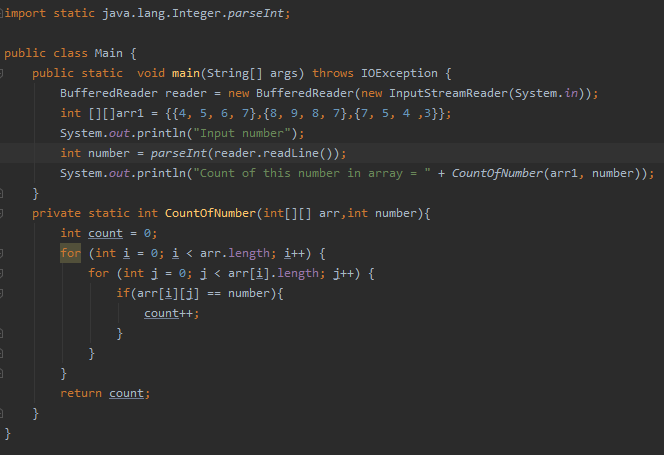 import static java.lang.Integer.parseInt;
public class Main {
public static  void main(String[] args) throws IOException {
BufferedReader reader = new BufferedReader(new InputStreamReader(System.in));
int [][]arr1 = {{4, 5, 6, 7},{8, 9, 8, 7},{7, 5, 4 ,3}};
System.out.println("Input number");
int number = parseInt(reader.readLine());
System.out.println("Count of this number in array = " + CountOfNumber(arr1, number));
}
private static int CountOfNumber(int[][] arr,int number){
int count = 0;
for (int i = 0; i < arr.length; i++) {
for (int j = 0; j < arr[i].length; j++) {
if(arr[i][j] == number){
count++;
}
}
}
return count;
}
}